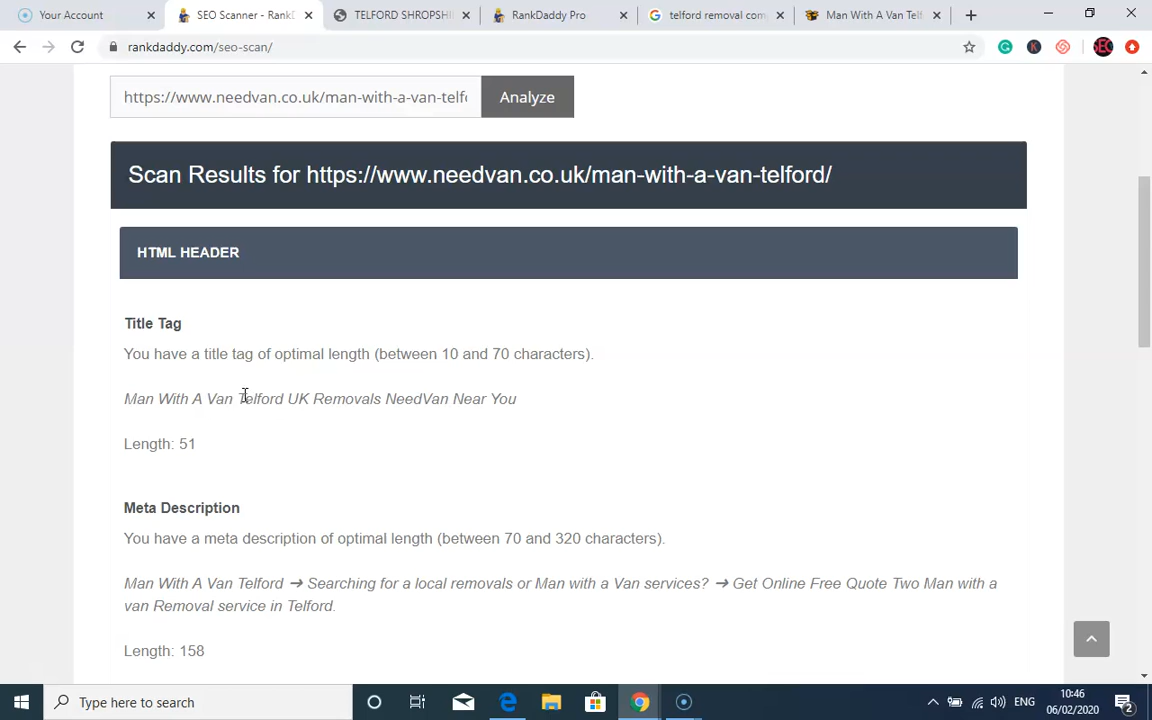 Your Account
SEO Scanner - RankD
TELFORD SHROPSHI
RankDaddy Pro
telford removal com
Man With A Van Telf
rankdaddy.com/seo-scan/
https://www.needvan.co.uk/man-with-a-van-telf
Analyze
Scan Results for https://www.needvan.co.uk/man-with-a-van-telford/
HTML HEADER
Title Tag
You have a title tag of optimal length (between 10 and 70 characters).
Man With A Van Telford UK Removals NeedVan Near You
Length: 51
Meta Description
You have a meta description of optimal length (between 70 and 320 characters).
Man With A Van Telford ➔ Searching for a local removals or Man with a Van services? ➔ Get Online Free Quote Two Man with a
van Removal service in Telford.
Length: 158
Type here to search
ENG
10:46
06/02/2020
2